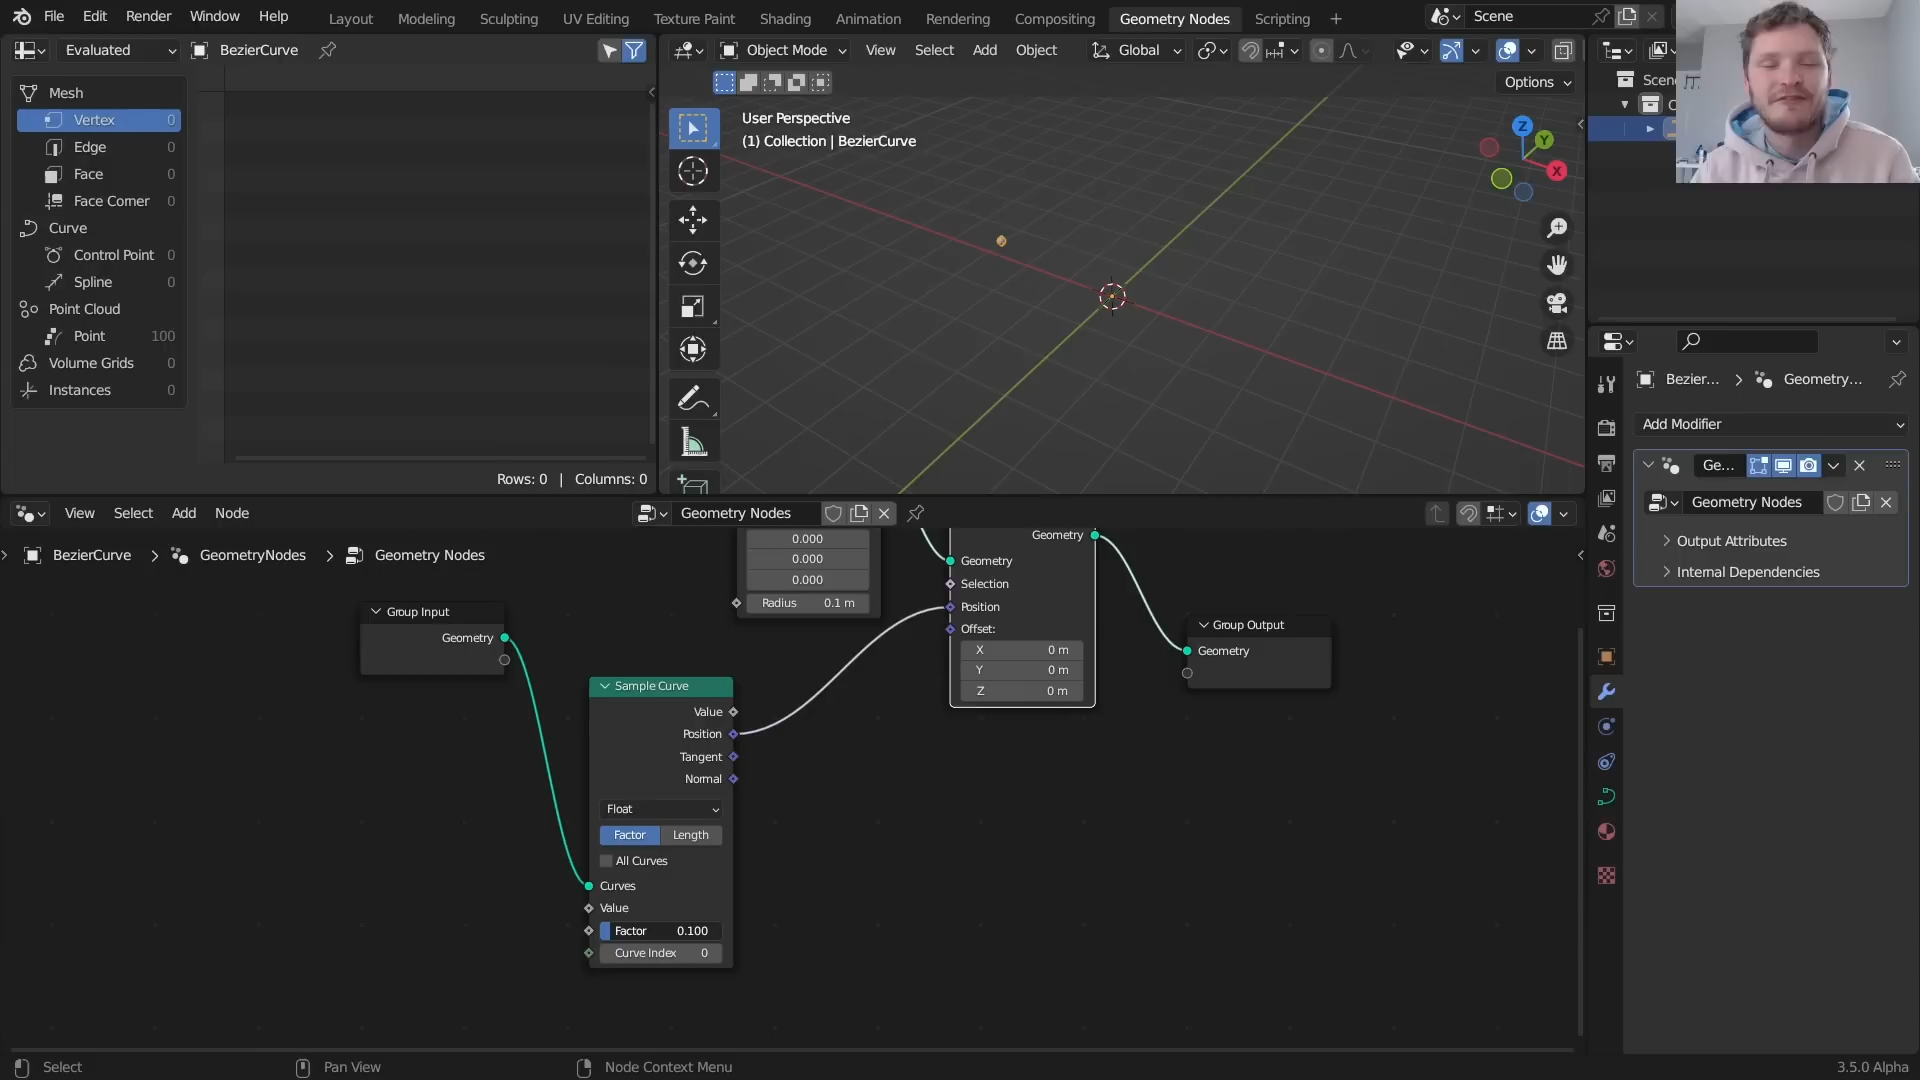 File Edit Render Window Help
Layout Modeling Sculpting UV Editing Texture Paint Shading Animation Rendering Compositing Geometry Nodes Scripting
Scene
Evaluated
BezierCurve
Object Mode View Select Add Object
Global
Options
Mesh
Vertex 0
Edge 0
Face 0
Face Corner 0
Curve
Control Point 0
Spline 0
Point Cloud
Point 100
Volume Grids 0
Instances 0
Rows: 0 | Columns: 0
User Perspective
(1) Collection | BezierCurve
Z
Y
X
Scen
C
Bezier... Geometry...
Add Modifier
Ge...
Geometry Nodes
Output Attributes
Internal Dependencies
View Select Add Node
Geometry Nodes
BezierCurve GeometryNodes Geometry Nodes
Group Input
Geometry
0.000
0.000
0.000
Radius 0.1 m
Sample Curve
Value
Position
Tangent
Normal
Float
Factor Length
All Curves
Curves
Value
Factor 0.100
Curve Index 0
Geometry
Geometry
Selection
Position
Offset:
X 0 m
Y 0 m
Z 0 m
Group Output
Geometry
Select
Pan View
Node Context Menu
3.5.0 Alpha